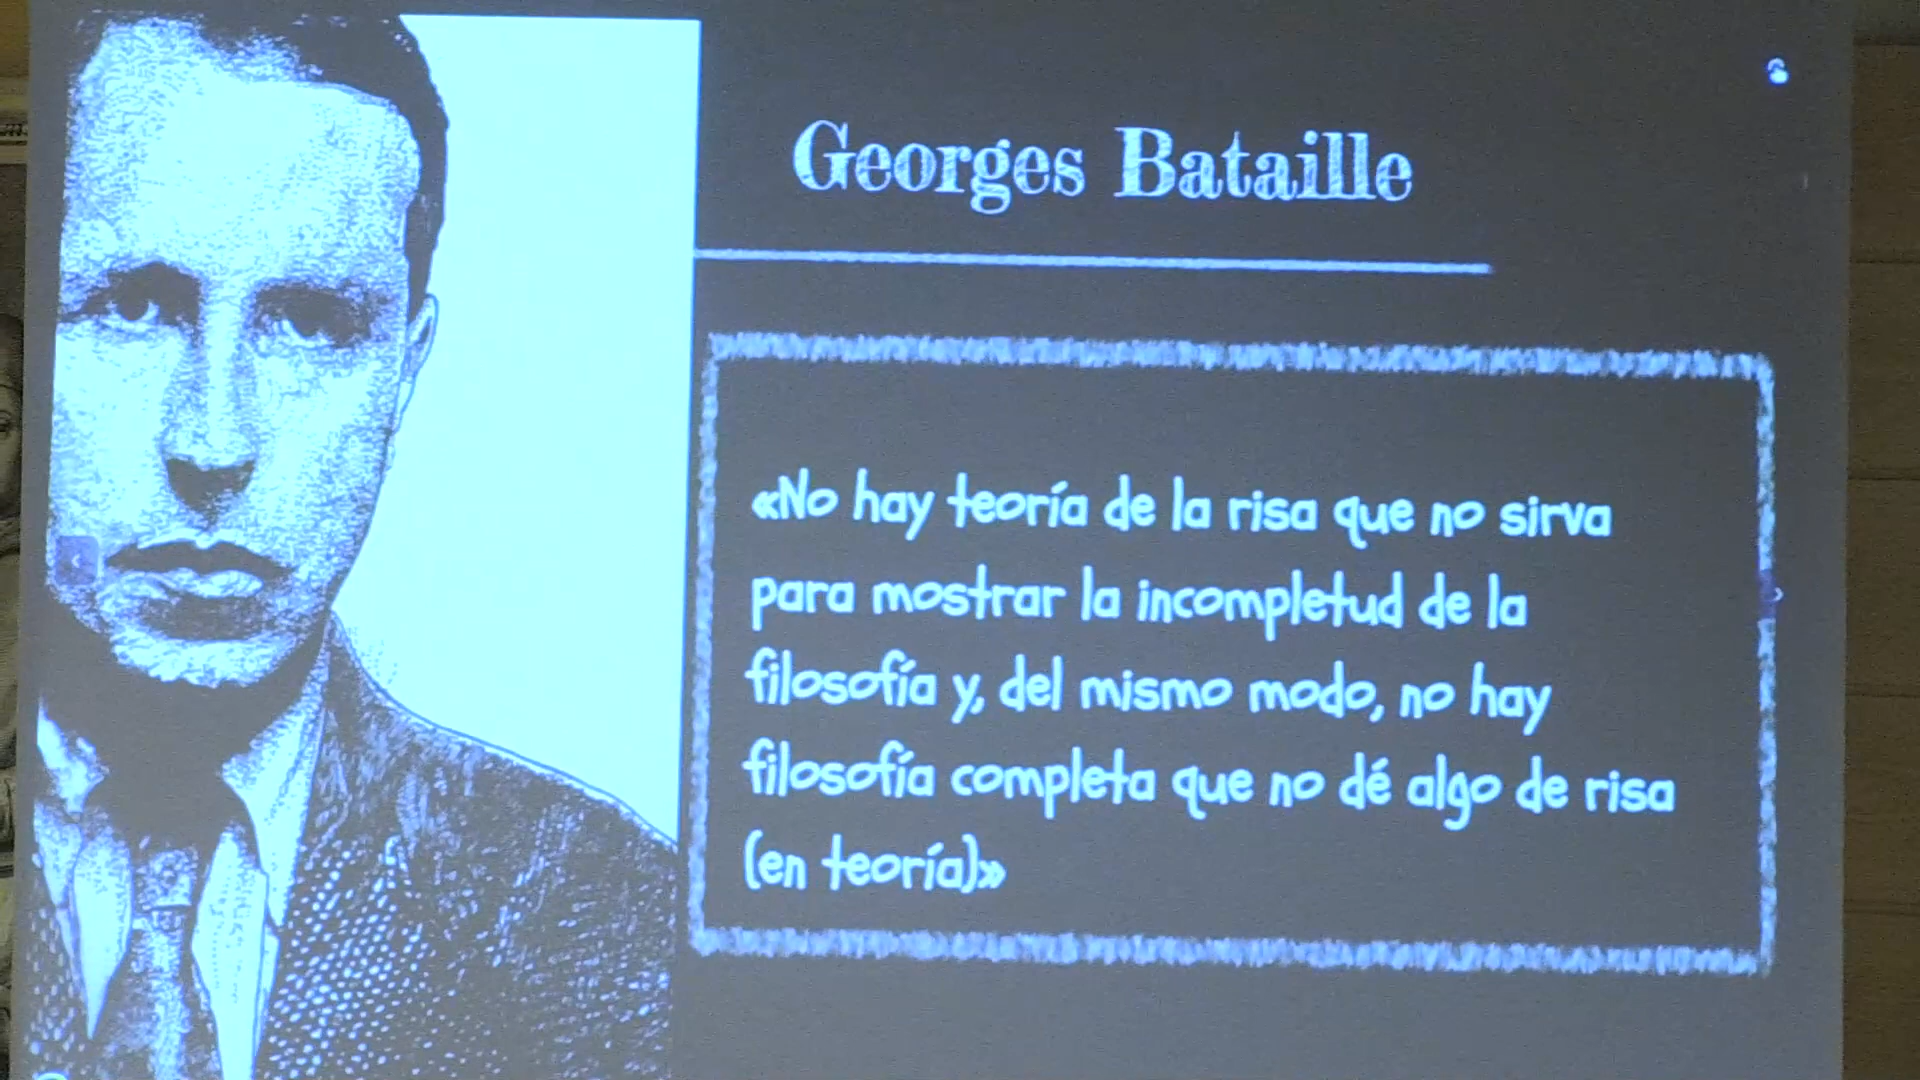 Georges Bataille
«No hay teoría de la risa que no sirva
para mostrar la incompletud de la
filosofía y, del mismo modo, no hay
filosofía completa que no dé algo de risa
(en teoría)»